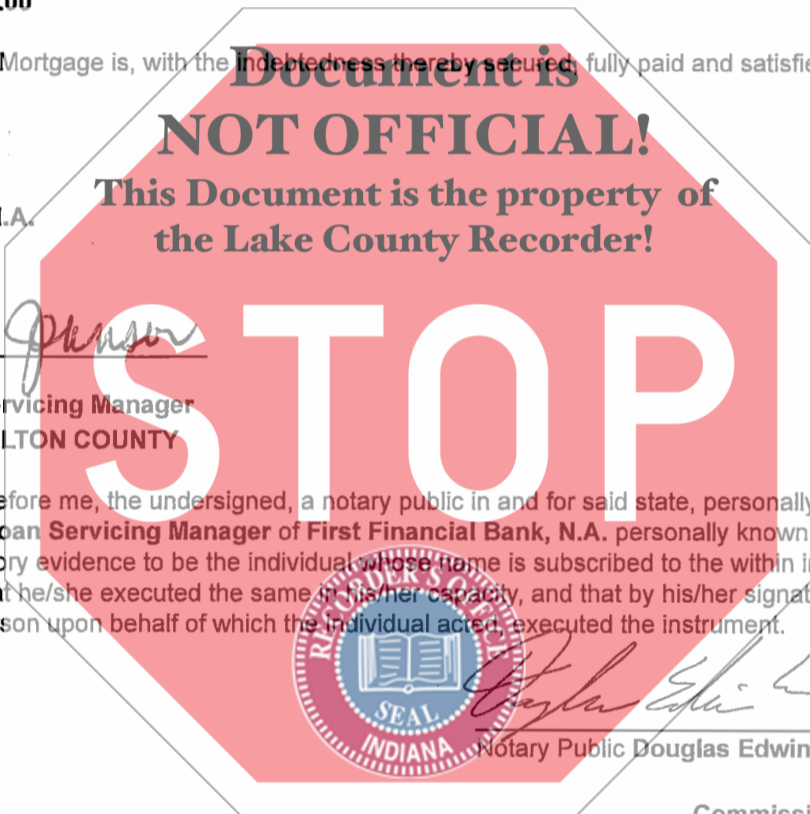 .00
Mortgage is, with the indebtedness thereby secured, fully paid and satisfie
Document is
NOT OFFICIAL!
This Document is the property of
the Lake County Recorder!
.A.
STOP
Johnson
rvicing Manager
LTON COUNTY
efore me, the undersigned, a notary public in and for said state, personally
oan Servicing Manager of First Financial Bank, N.A. personally known
ory evidence to be the individual whose name is subscribed to the within i
t he/she executed the same in his/her capacity, and that by his/her signat
son upon behalf of which the individual acted, executed the instrument.
RECORDER'S OFFICE
SEAL
INDIANA
Notary Public Douglas Edwin
Commissi